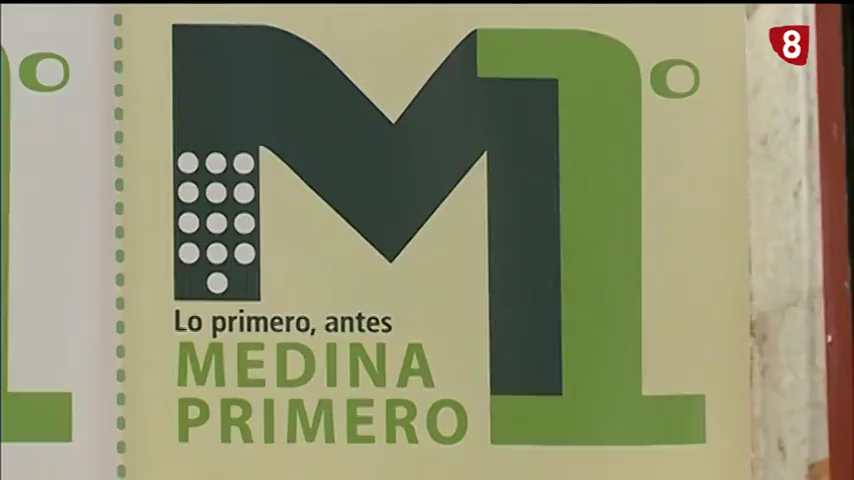 8
º
M1º
Lo primero, antes
MEDINA
PRIMERO